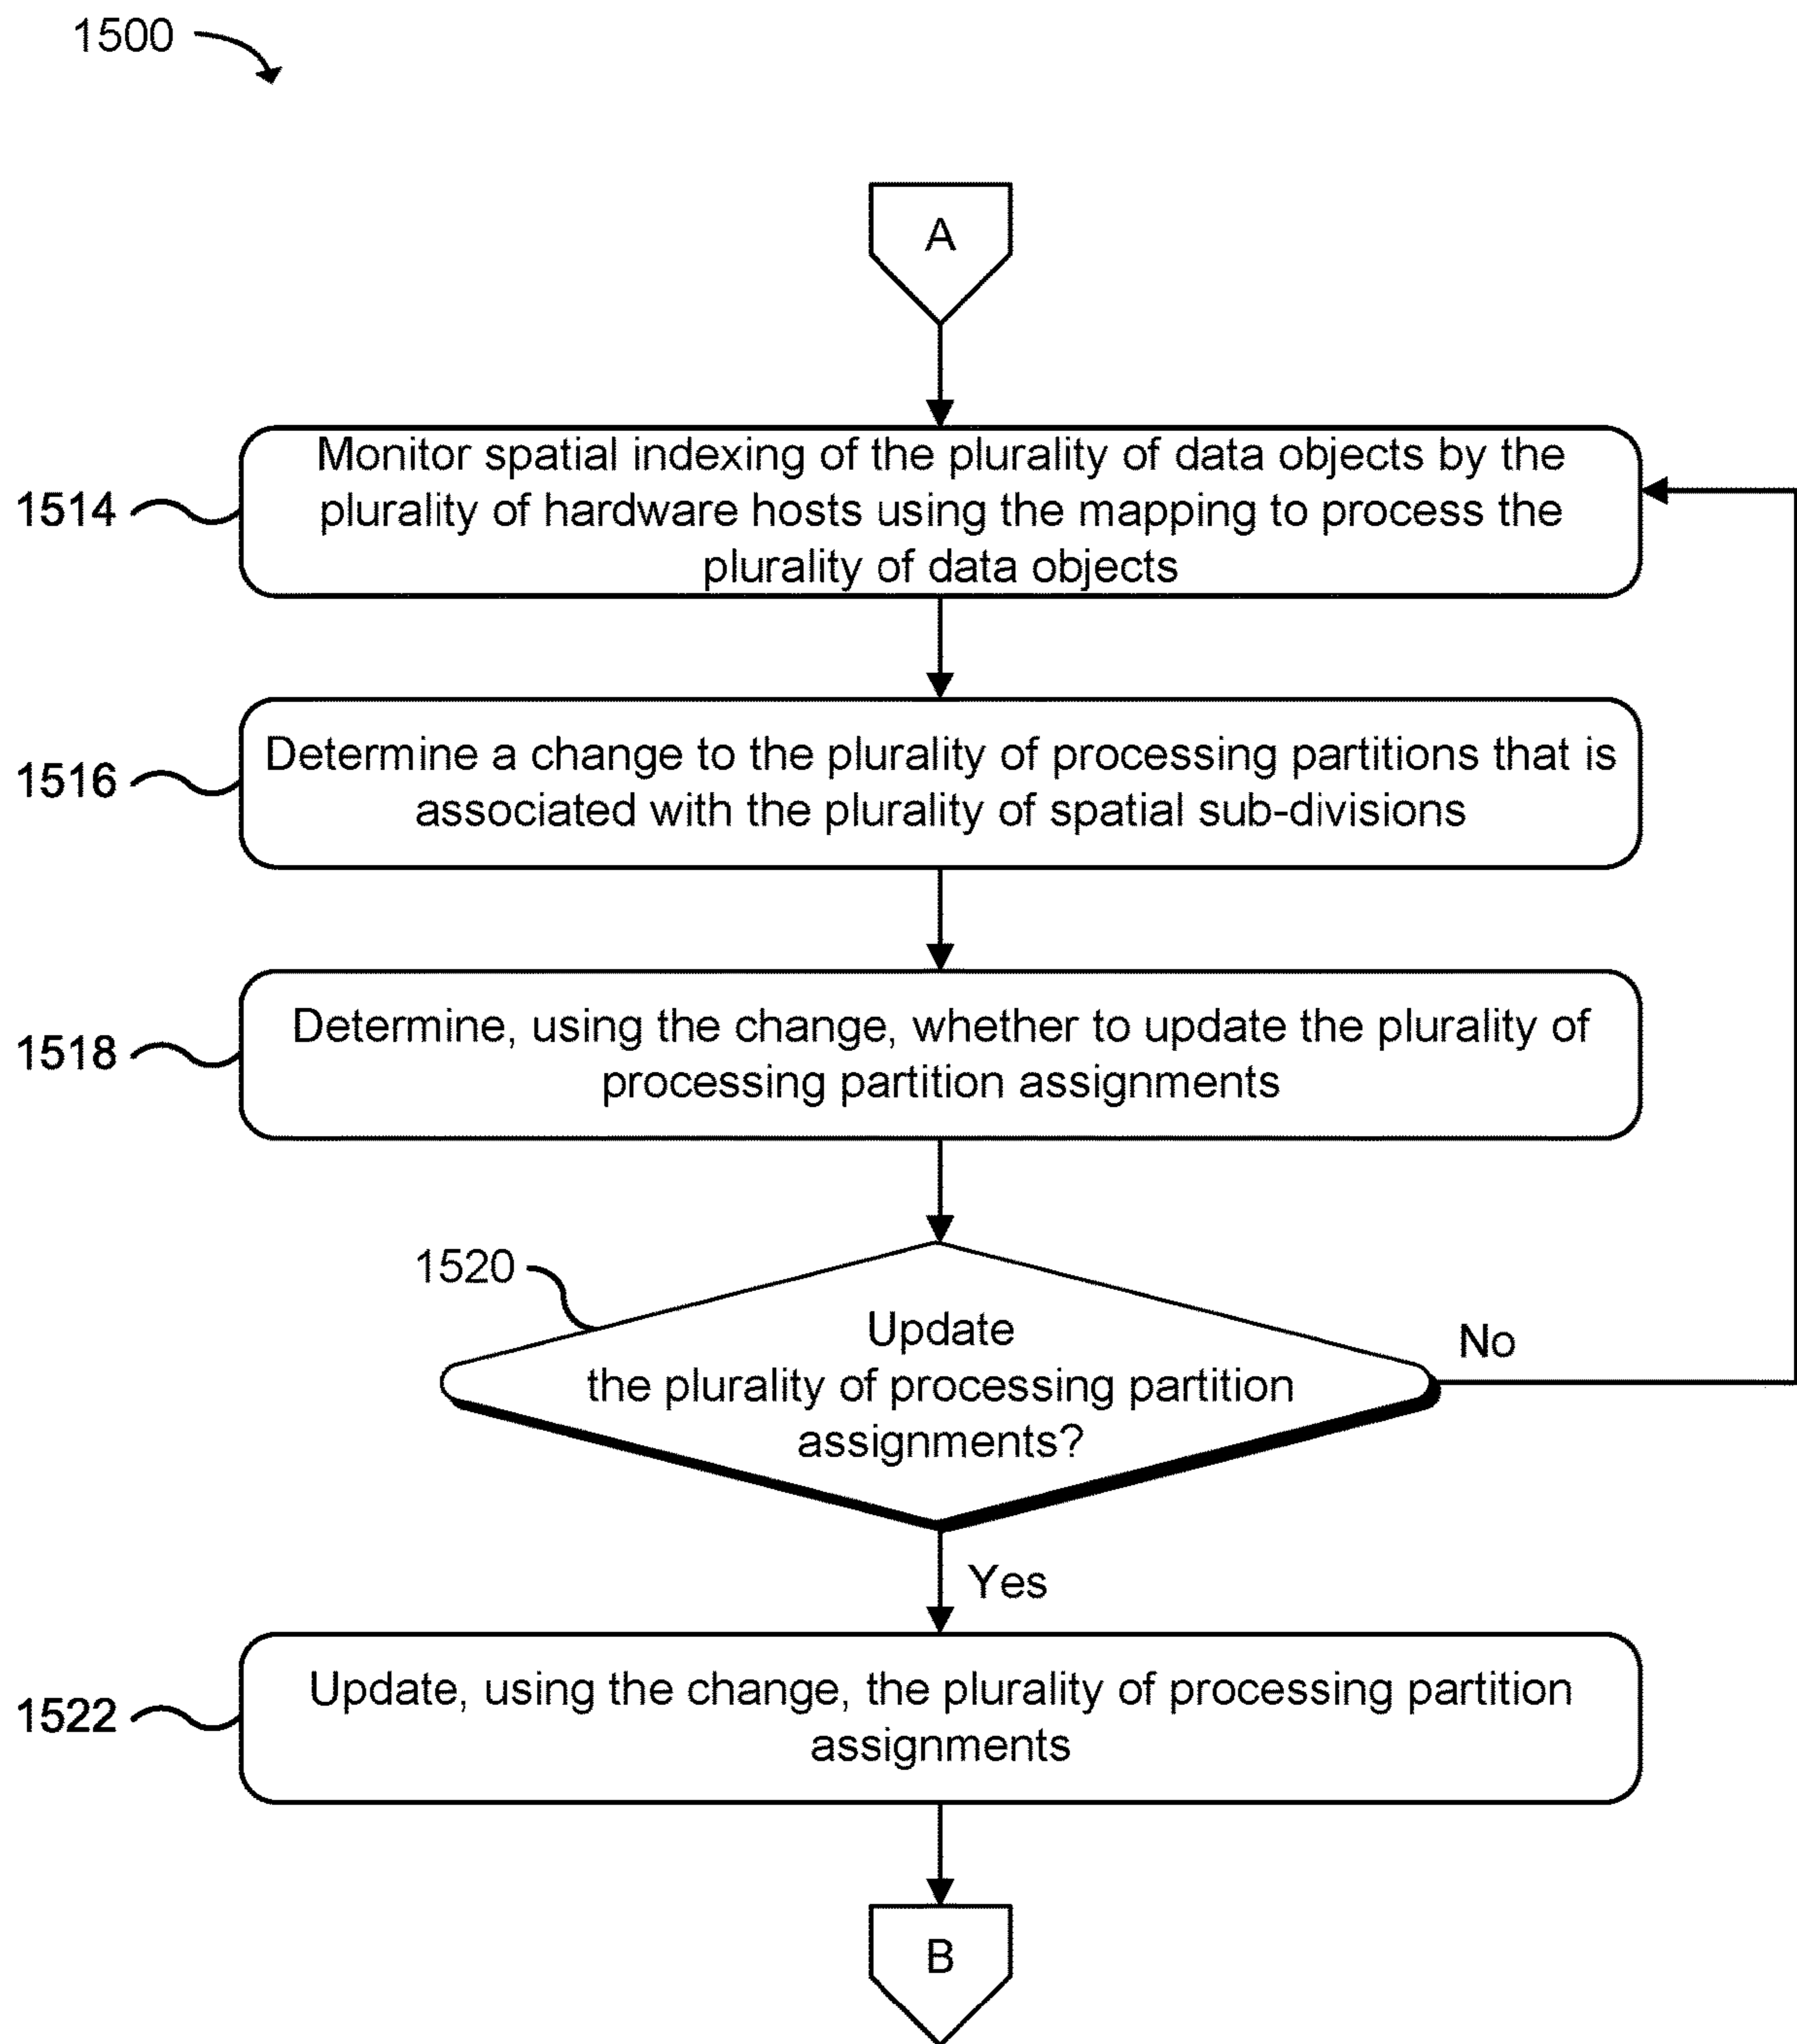 1500
A
1514
Monitor spatial indexing of the plurality of data objects by the
plurality of hardware hosts using the mapping to process the
plurality of data objects
1516
Determine a change to the plurality of processing partitions that is
associated with the plurality of spatial sub-divisions
1518
Determine, using the change, whether to update the plurality of
processing partition assignments
1520
Update
the plurality of processing partition
assignments?
No
Yes
1522
Update, using the change, the plurality of processing partition
assignments
B